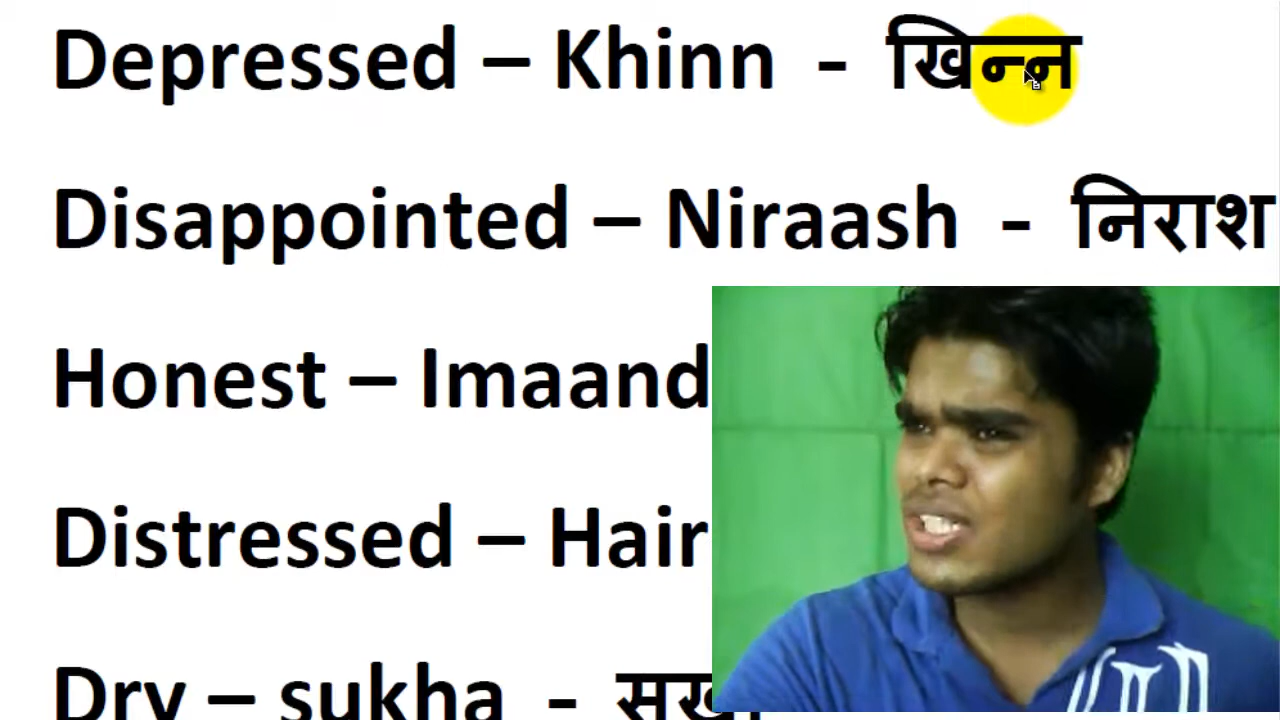 Depressed – Khinn - खिन्न
Disappointed – Niraash - निराश
Honest – Imaand
Distressed – Hair
Dry – sukha -